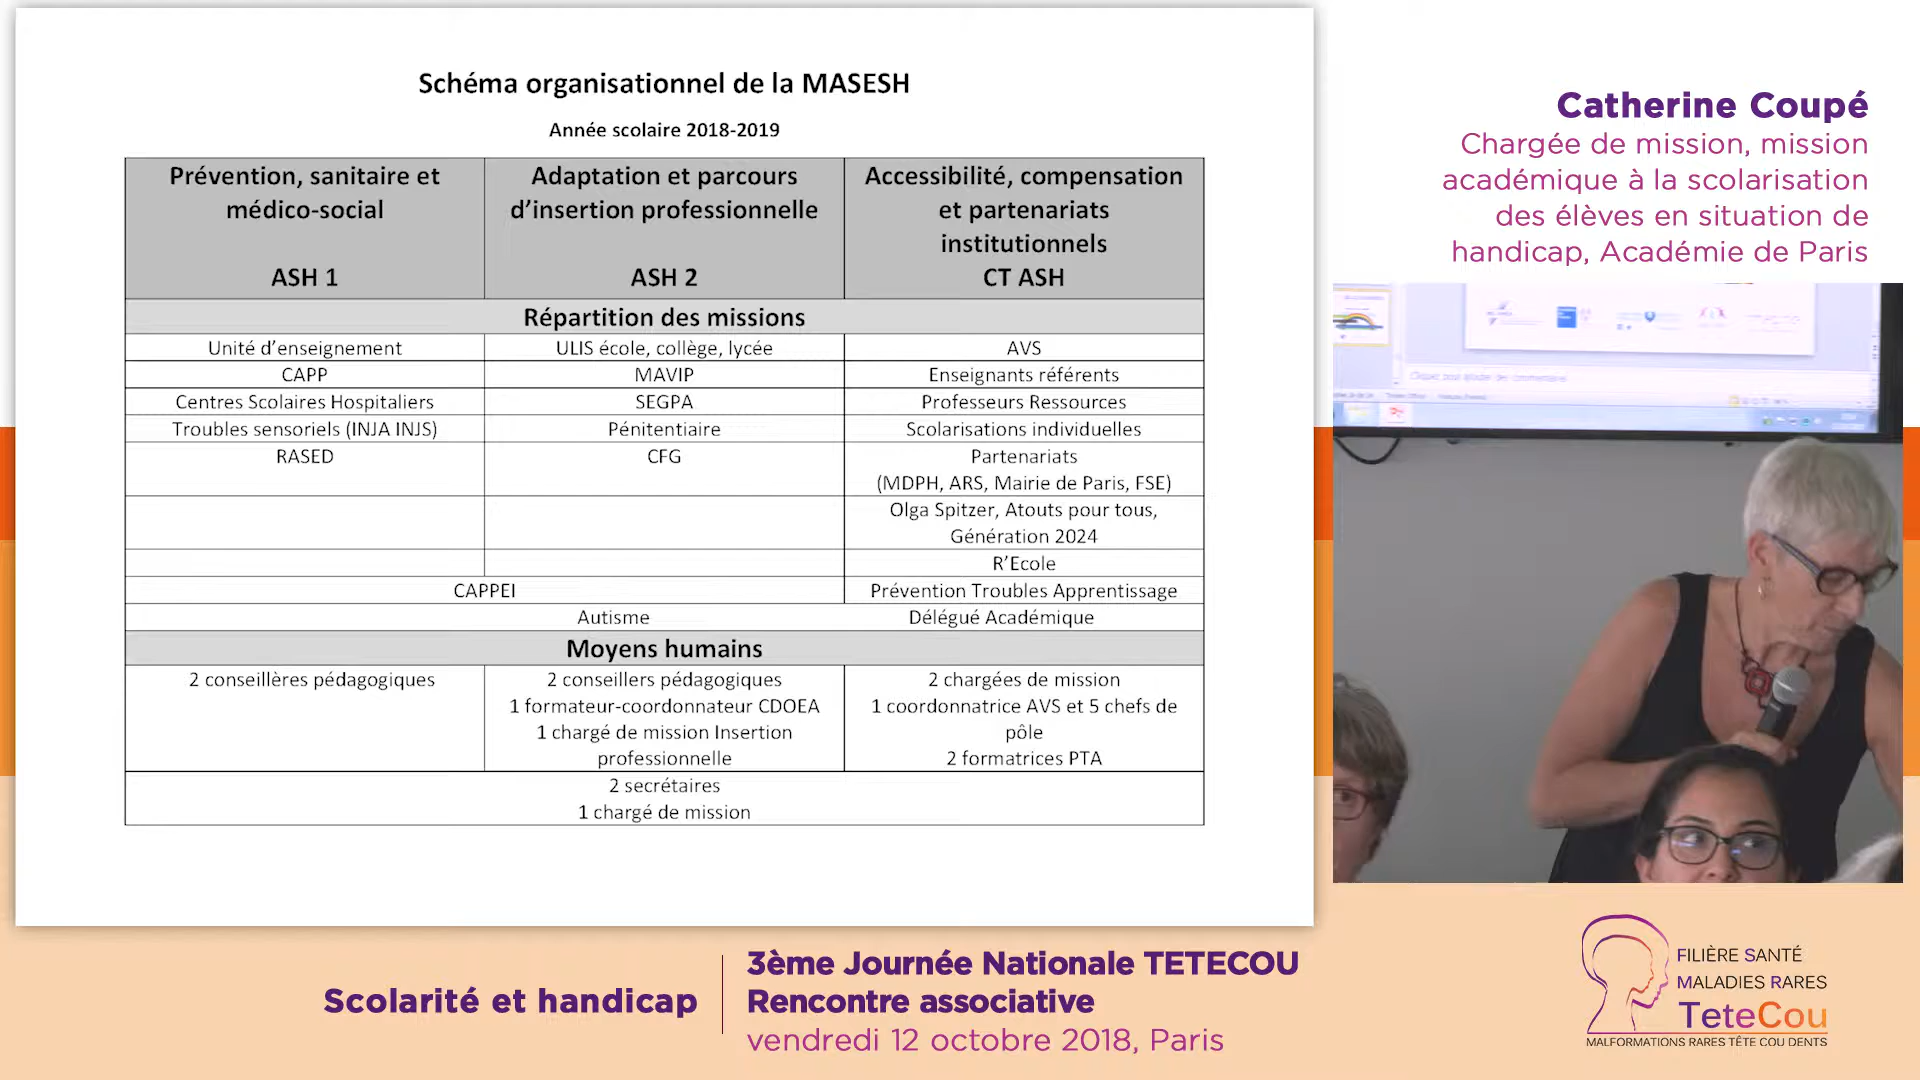 Schéma organisationnel de la MASESH
Année scolaire 2018-2019
Prévention, sanitaire et
médico-social
ASH 1
Adaptation et parcours
d’insertion professionnelle
ASH 2
Accessibilité, compensation
et partenariats
institutionnels
CT ASH
Répartition des missions
Unité d’enseignement
ULIS école, collège, lycée
AVS
CAPP
MAVIP
Enseignants référents
Centres Scolaires Hospitaliers
SEGPA
Professeurs Ressources
Troubles sensoriels (INJA INJS)
Pénitentiaire
Scolarisations individuelles
RASED
CFG
Partenariats
(MDPH, ARS, Mairie de Paris, FSE)
Olga Spitzer, Atouts pour tous,
Génération 2024
R’Ecole
CAPPEI
Prévention Troubles Apprentissage
Autisme
Délégué Académique
Moyens humains
2 conseillères pédagogiques
2 conseillers pédagogiques
1 formateur-coordonnateur CDOEA
1 chargé de mission Insertion
professionnelle
2 chargées de mission
1 coordonnatrice AVS et 5 chefs de
pôle
2 formatrices PTA
2 secrétaires
1 chargé de mission
Catherine Coupé
Chargée de mission, mission
académique à la scolarisation
des élèves en situation de
handicap, Académie de Paris
Scolarité et handicap
3ème Journée Nationale TETECOU
Rencontre associative
vendredi 12 octobre 2018, Paris
FILIÈRE SANTÉ
MALADIES RARES
TeteCou
MALFORMATIONS RARES TÊTE COU DENTS